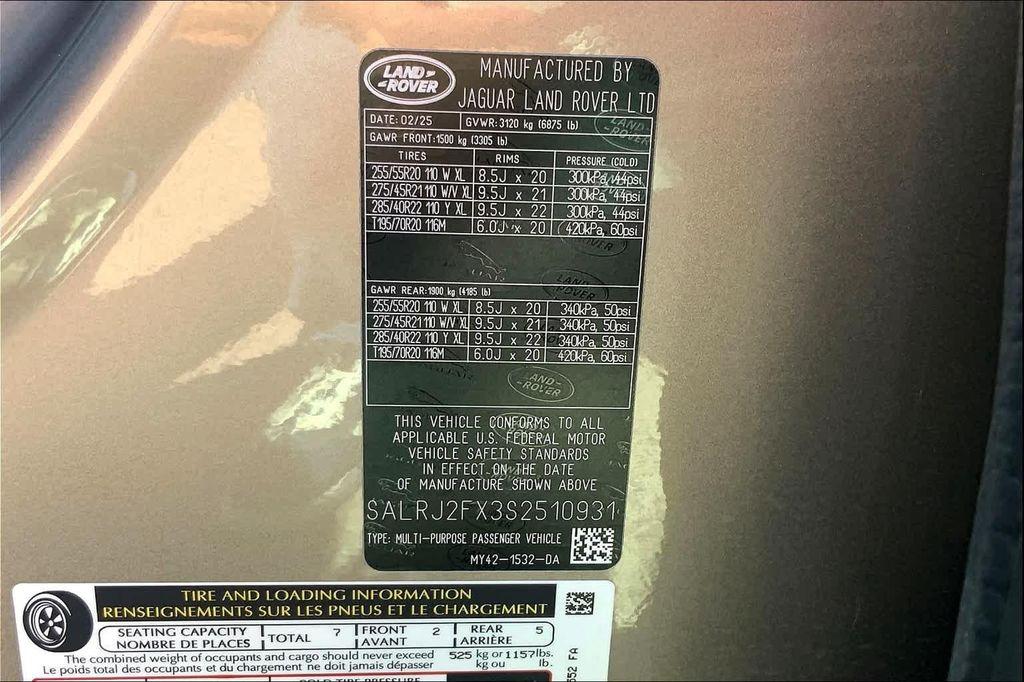 LAND-
-ROVER
MANUFACTURED BY
JAGUAR LAND ROVER LTD
DATE: 02/25 GVWR: 3120 kg (6875 lb)
GAWR FRONT: 1500 kg (3305 lb)
TIRES RIMS PRESSURE (COLD)
255/55R20 110 W XL 8.5J x 20 300kPa, 44psi
275/45R21 110 W/V XL 9.5J x 21 300kPa, 44psi
285/40R22 110 Y XL 9.5J x 22 300kPa, 44psi
T195/70R20 116M 6.0J x 20 420kPa, 60psi
GAWR REAR: 1900 kg (4185 lb)
255/55R20 110 W XL 8.5J x 20 340kPa, 50psi
275/45R21 110 W/V XL 9.5J x 21 340kPa, 50psi
285/40R22 110 Y XL 9.5J x 22 340kPa, 50psi
T195/70R20 116M 6.0J x 20 420kPa, 60psi
THIS VEHICLE CONFORMS TO ALL
APPLICABLE U.S. FEDERAL MOTOR
VEHICLE SAFETY STANDARDS
IN EFFECT ON THE DATE
OF MANUFACTURE SHOWN ABOVE
SALRJ2FX3S2510931
TYPE: MULTI-PURPOSE PASSENGER VEHICLE
MY42-1532-DA
TIRE AND LOADING INFORMATION
RENSEIGNEMENTS SUR LES PNEUS ET LE CHARGEMENT
SEATING CAPACITY TOTAL 7 FRONT 2 REAR 5
NOMBRE DE PLACES AVANT ARRIÈRE
The combined weight of occupants and cargo should never exceed 525 kg or 1157 lbs.
Le poids total des occupants et du chargement ne doit jamais dépasser kg ou lb.
COLD TIRE PRESSURE
552 FA